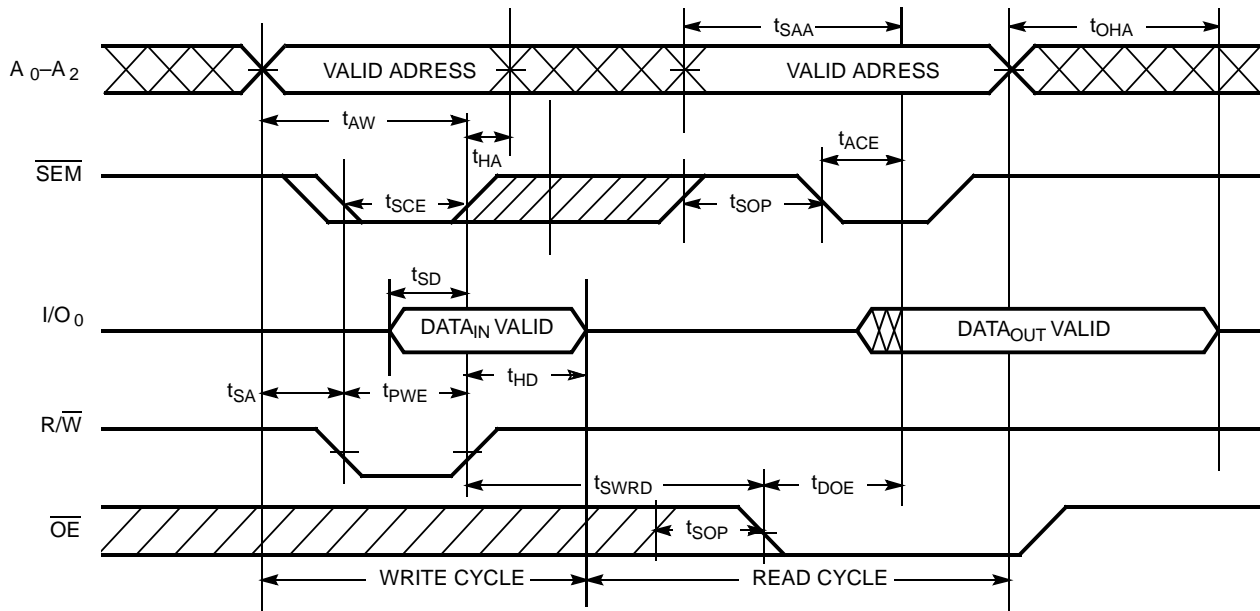 tSAA
tOHA
A0–A2
VALID ADRESS
VALID ADRESS
tAW
tHA
tACE
SEM
tSCE
tSOP
tSD
I/O0
DATAIN VALID
DATAOUT VALID
tSA
tPWE
tHD
R/W
tSWRD
tDOE
OE
tSOP
WRITE CYCLE
READ CYCLE